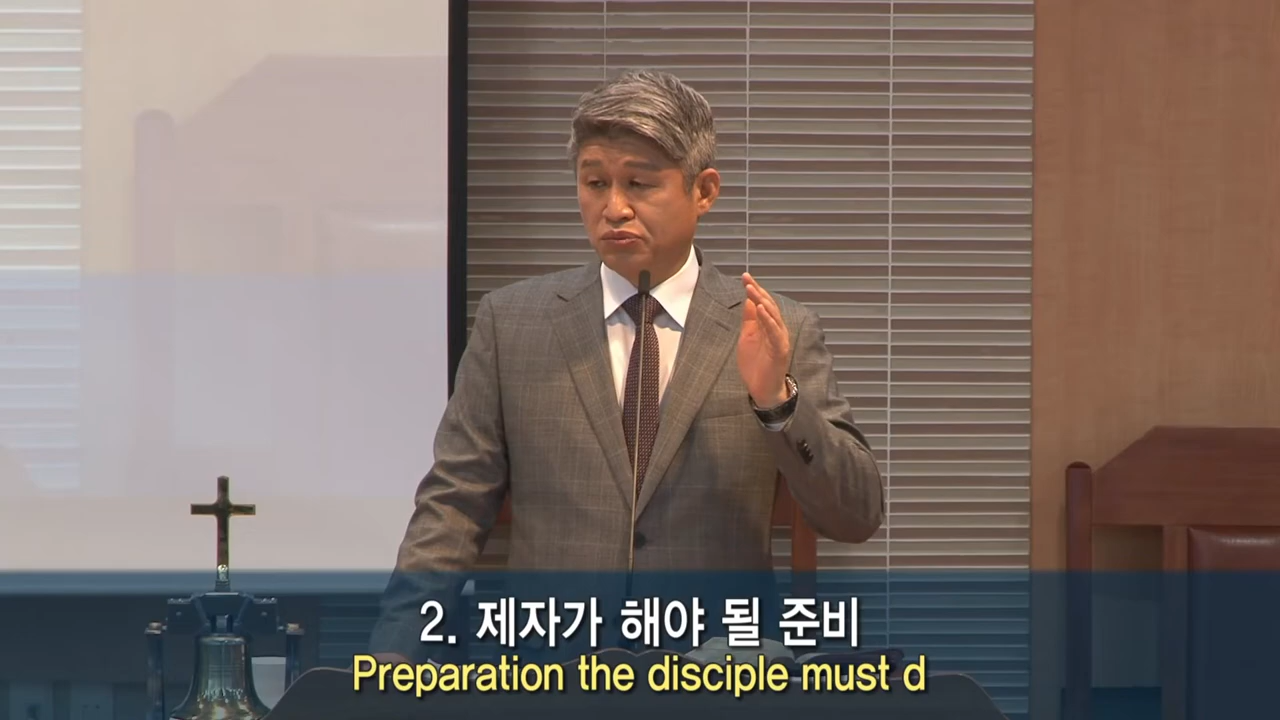 2. 제자가 해야 될 준비
Preparation the disciple must d